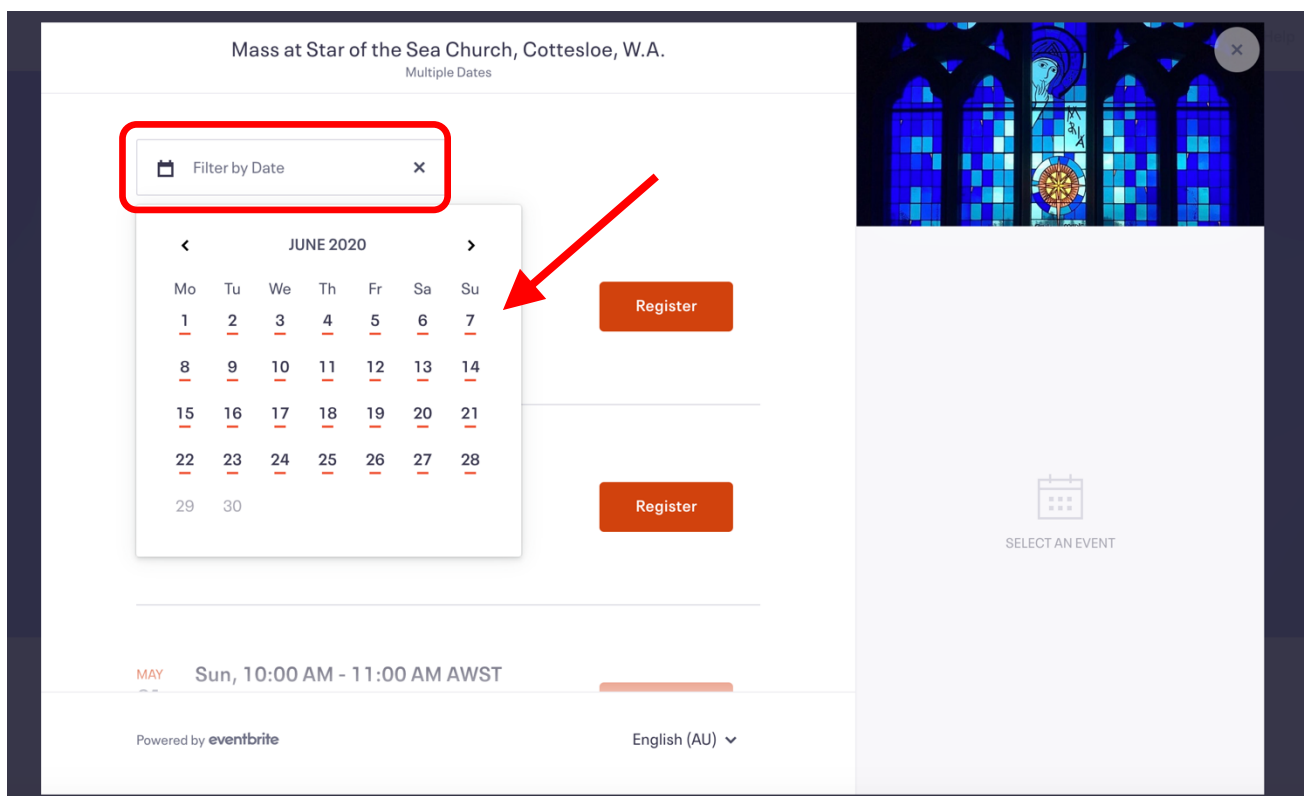 Mass at Star of the Sea Church, Cottesloe, W.A.
Multiple Dates
Filter by Date
JUNE 2020
Mo Tu We Th Fr Sa Su
1 2 3 4 5 6 7
8 9 10 11 12 13 14
15 16 17 18 19 20 21
22 23 24 25 26 27 28
29 30
Register
Register
MAY Sun, 10:00 AM - 11:00 AM AWST
Powered by eventbrite
English (AU)
MARIA
SELECT AN EVENT